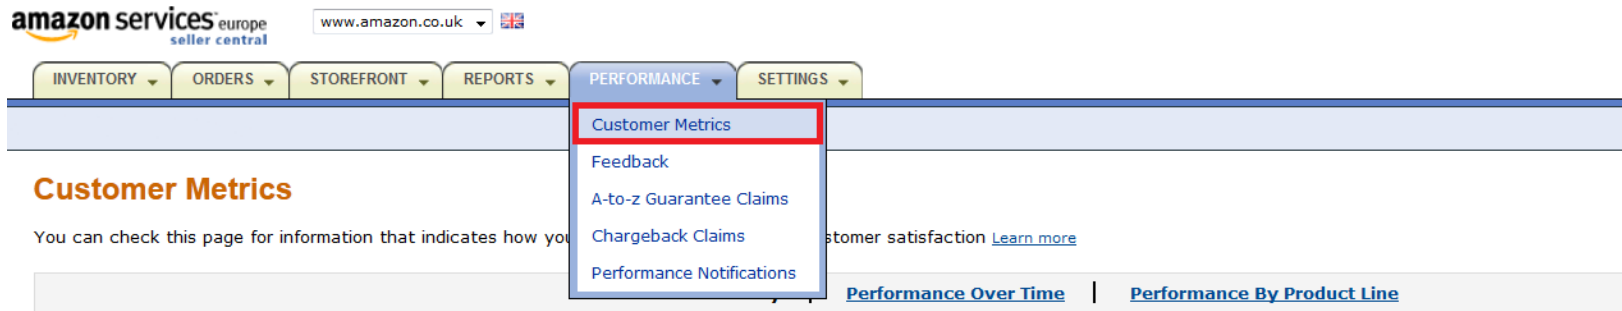 amazon services europe
seller central
www.amazon.co.uk
INVENTORY ORDERS STOREFRONT REPORTS PERFORMANCE SETTINGS
Customer Metrics
Feedback
A-to-z Guarantee Claims
Chargeback Claims
Performance Notifications
Customer Metrics
You can check this page for information that indicates how you stomer satisfaction Learn more
Performance Over Time | Performance By Product Line